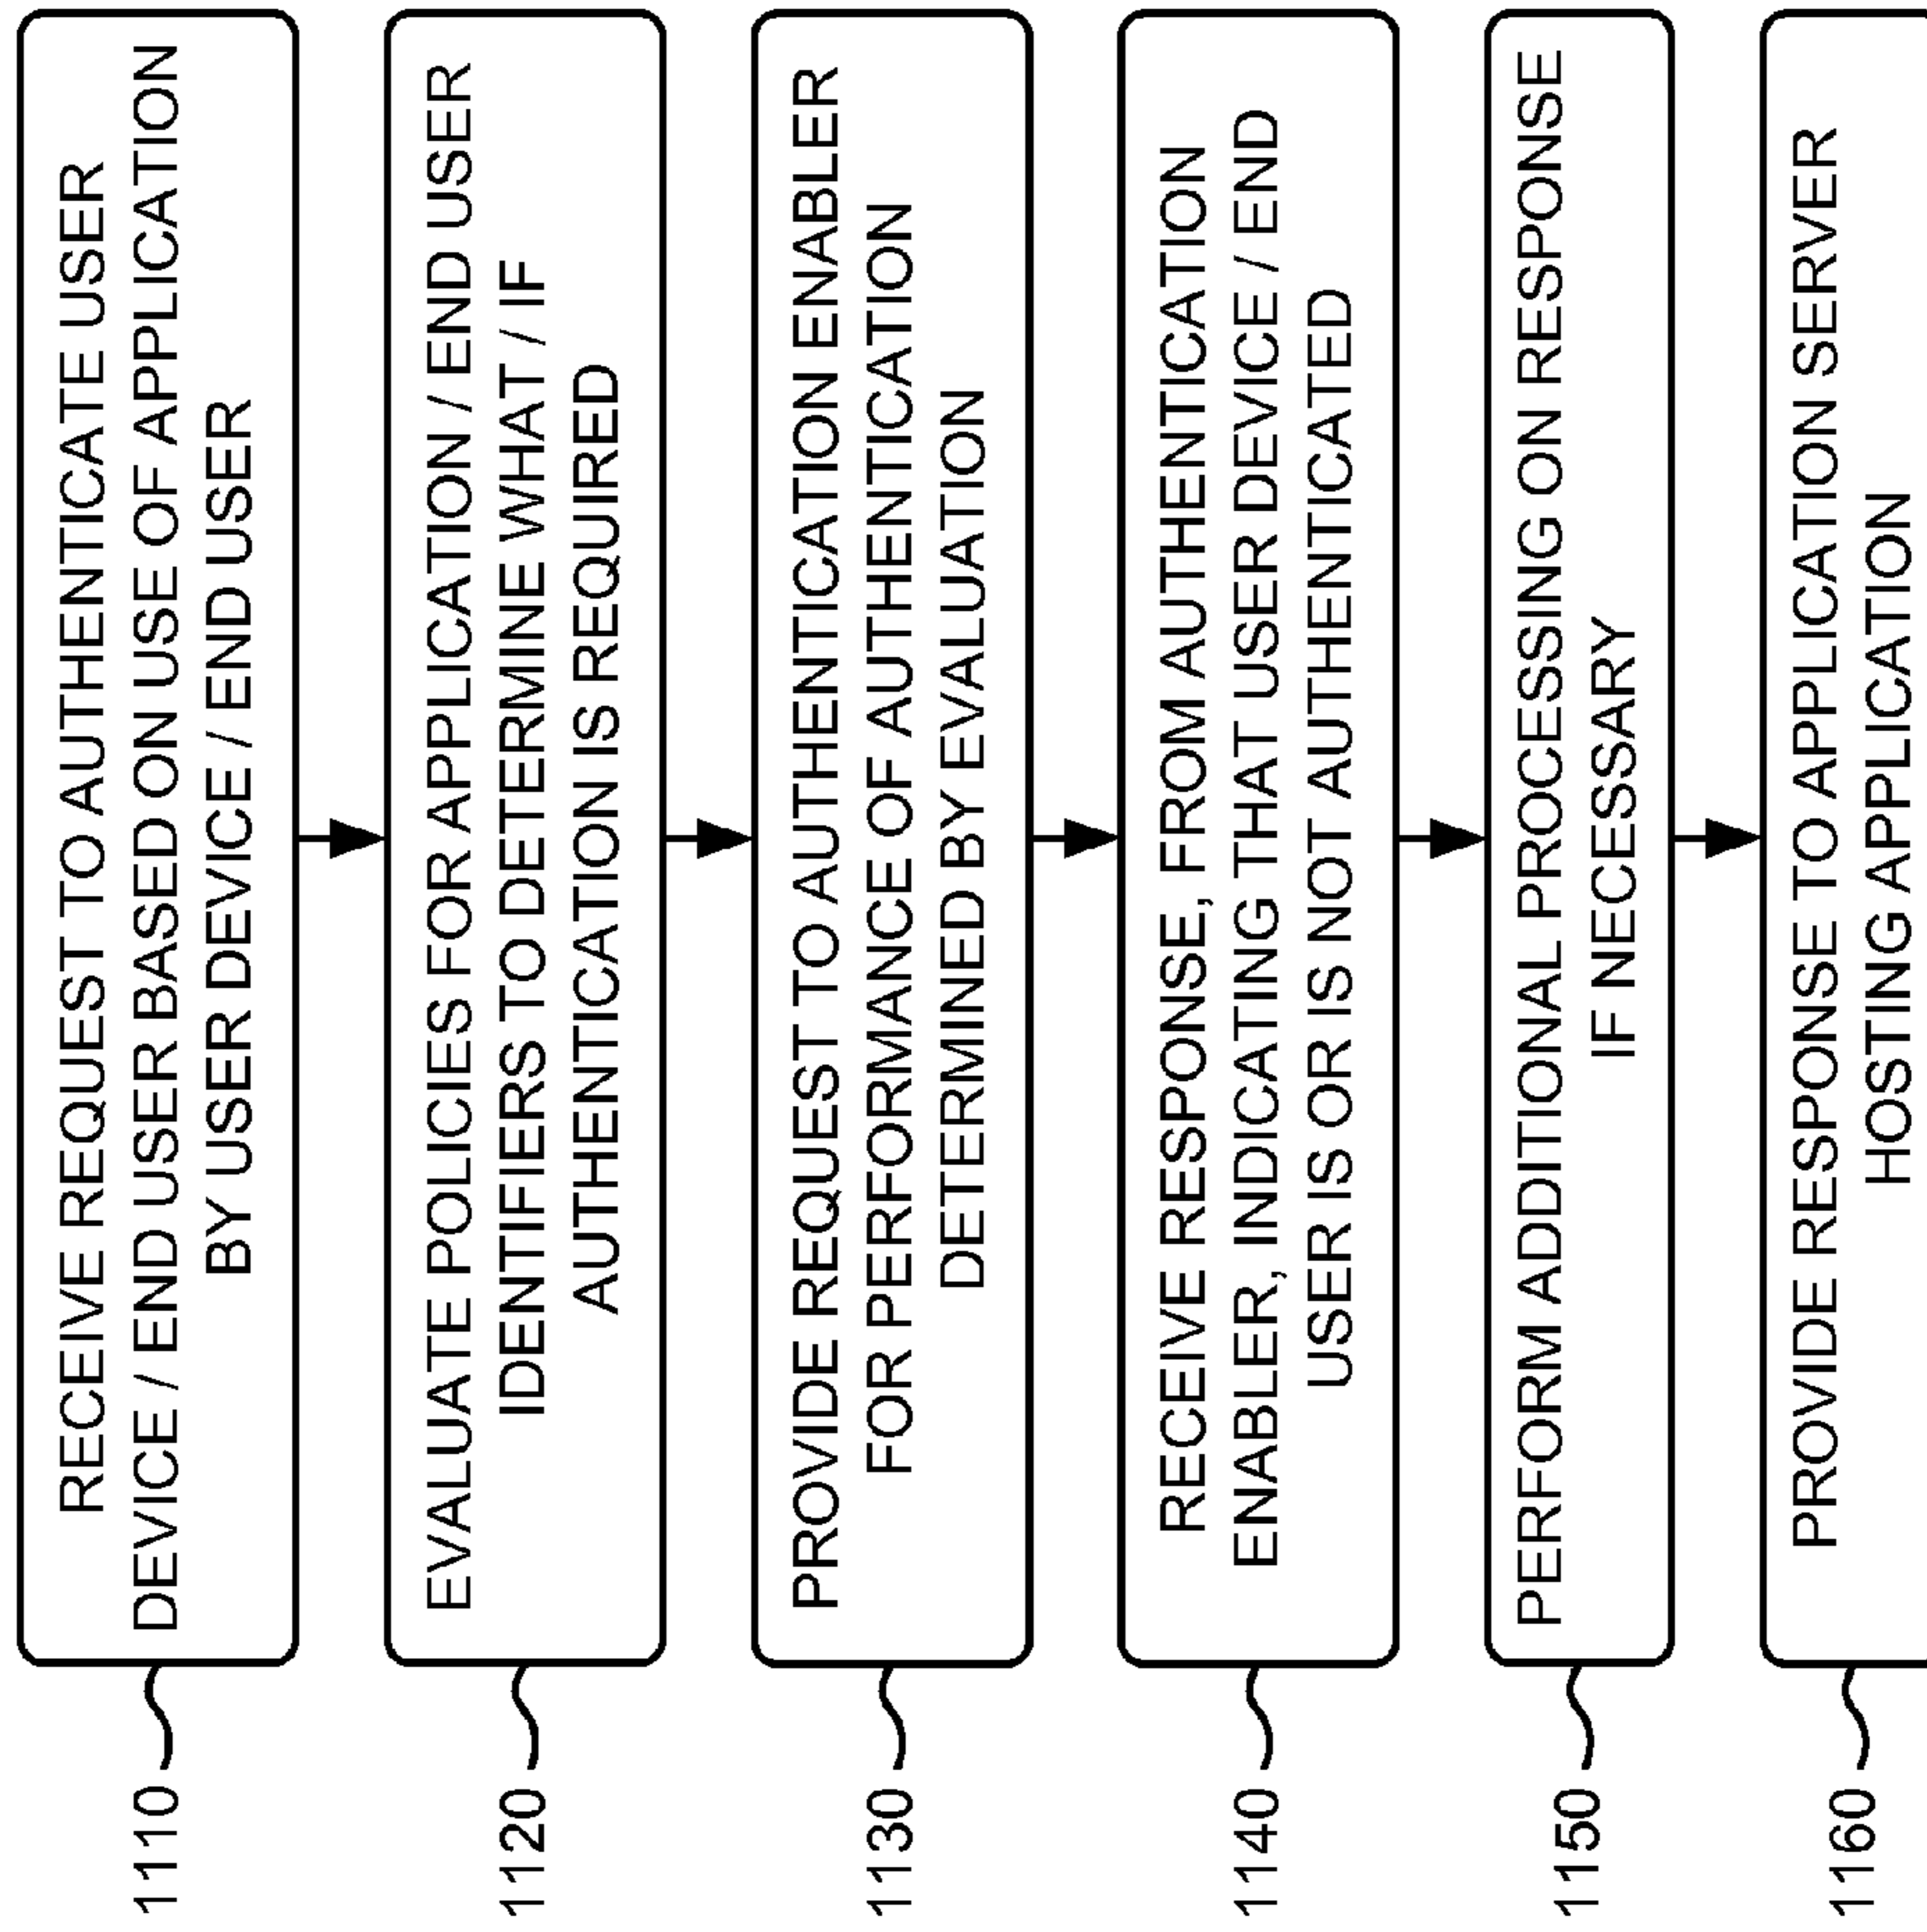 RECEIVE REQUEST TO AUTHENTICATE USER
DEVICE / END USER BASED ON USE OF APPLICATION
BY USER DEVICE / END USER
1110
EVALUATE POLICIES FOR APPLICATION / END USER
IDENTIFIERS TO DETERMINE WHAT / IF
AUTHENTICATION IS REQUIRED
1120
PROVIDE REQUEST TO AUTHENTICATION ENABLER
FOR PERFORMANCE OF AUTHENTICATION
DETERMINED BY EVALUATION
1130
RECEIVE RESPONSE, FROM AUTHENTICATION
ENABLER, INDICATING THAT USER DEVICE / END
USER IS OR IS NOT AUTHENTICATED
1140
PERFORM ADDITIONAL PROCESSING ON RESPONSE
IF NECESSARY
1150
PROVIDE RESPONSE TO APPLICATION SERVER
HOSTING APPLICATION
1160